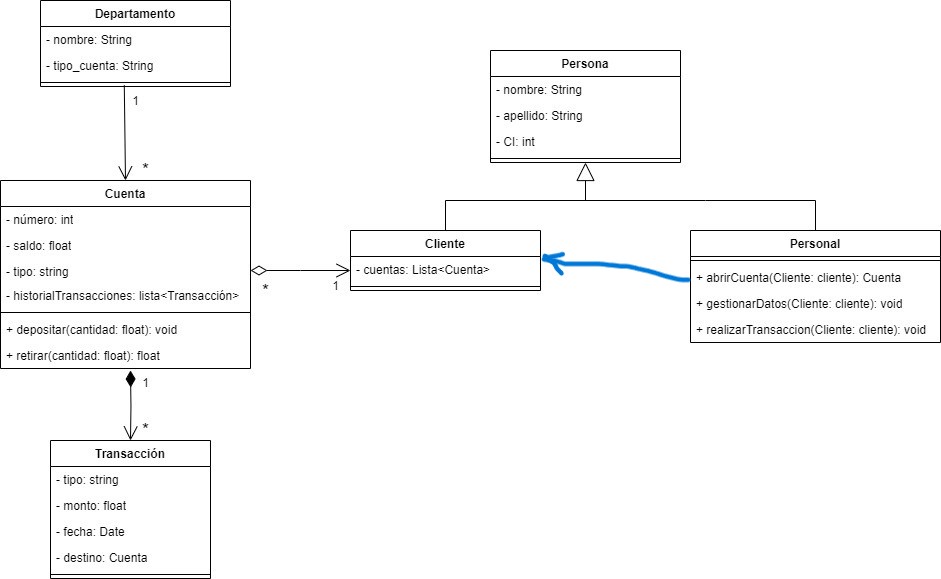 Departamento
- nombre: String
- tipo_cuenta: String
1
*
Cuenta
- número: int
- saldo: float
- tipo: string
- historialTransacciones: lista<Transacción>
+ depositar(cantidad: float): void
+ retirar(cantidad: float): float
*
1
1
*
Transacción
- tipo: string
- monto: float
- fecha: Date
- destino: Cuenta
Persona
- nombre: String
- apellido: String
- CI: int
Cliente
- cuentas: Lista<Cuenta>
Personal
+ abrirCuenta(Cliente: cliente): Cuenta
+ gestionarDatos(Cliente: cliente): void
+ realizarTransaccion(Cliente: cliente): void